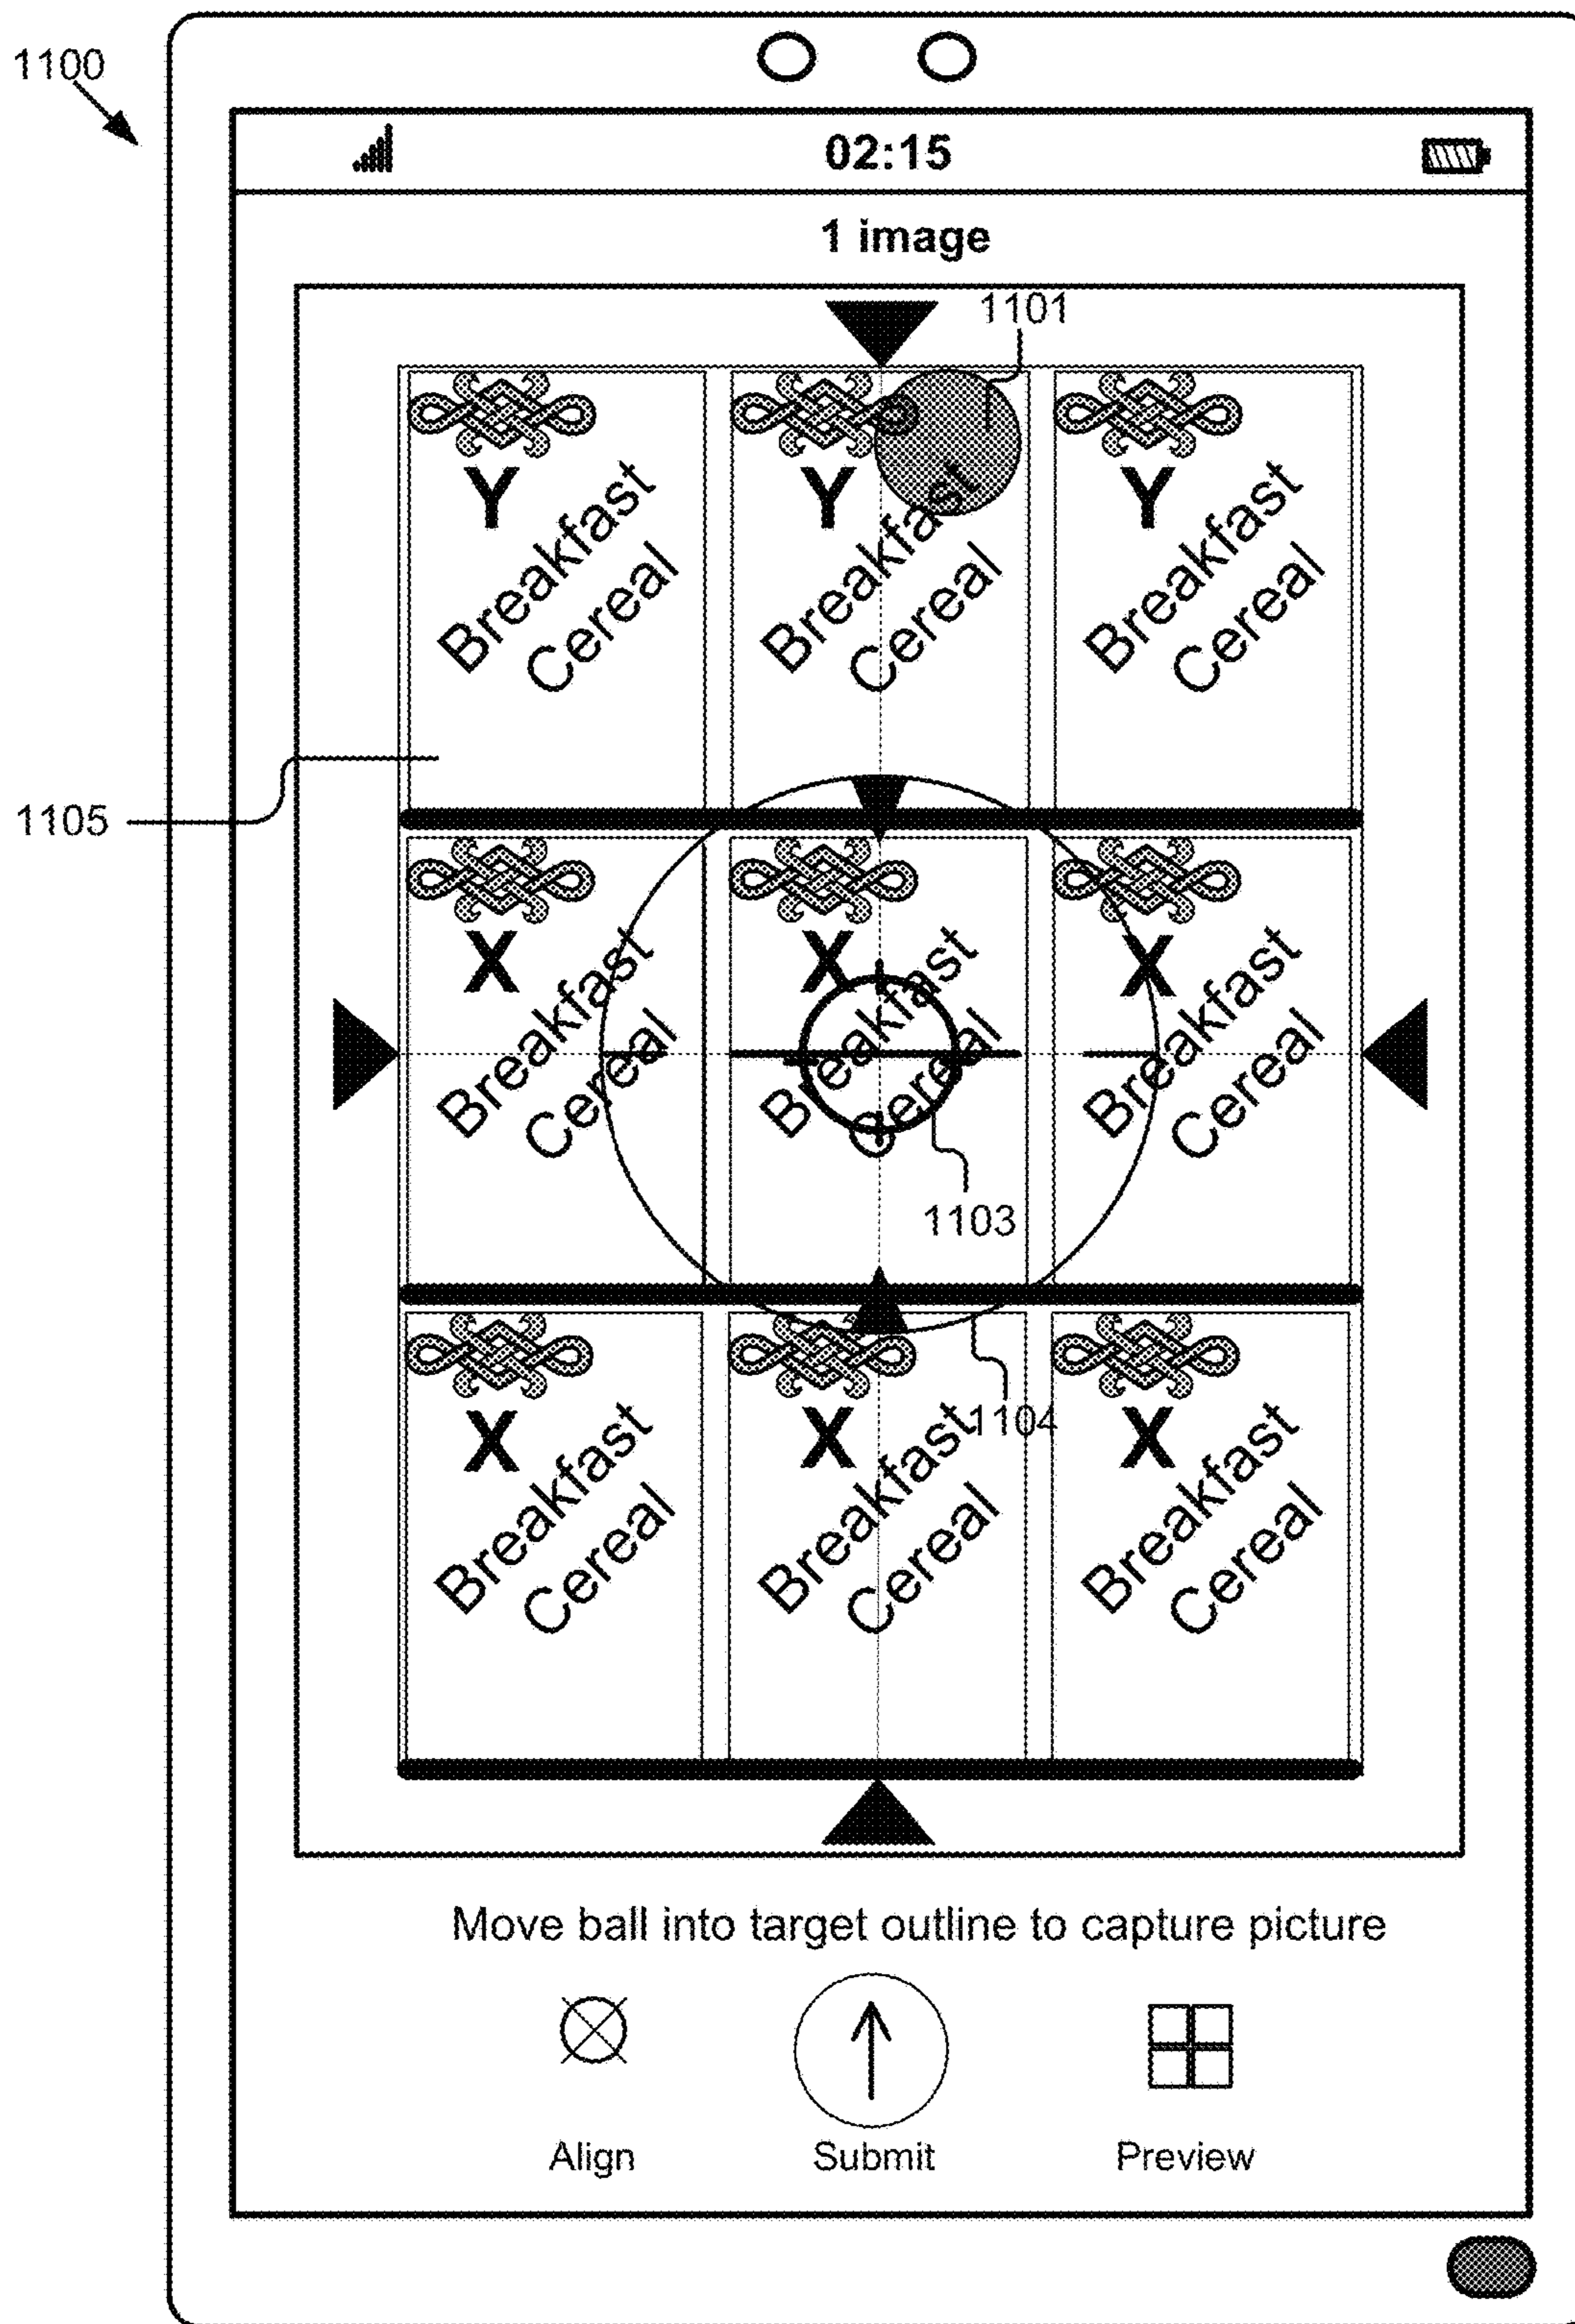 1100
02:15
1 image
1101
Y
Breakfast
Cereal
Y
Breakfast
Cereal
Y
Breakfast
Cereal
1105
X
Breakfast
Cereal
X
Breakfast
Cereal
X
Breakfast
Cereal
1103
X
Breakfast
Cereal
X
Breakfast
Cereal
1104
X
Breakfast
Cereal
Move ball into target outline to capture picture
Align
Submit
Preview